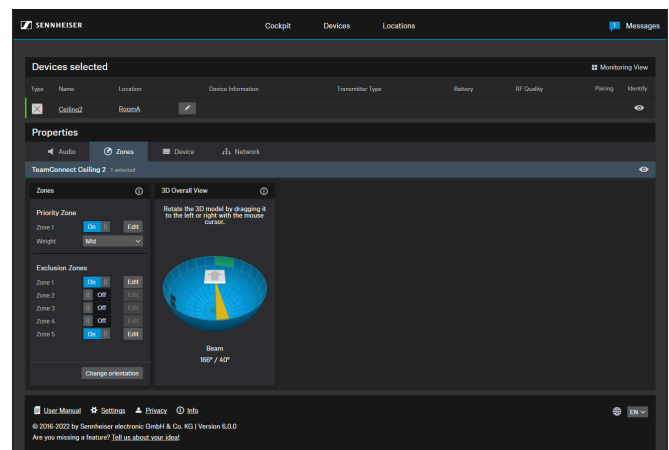 SENNHEISER
Cockpit Devices Locations
1 Messages
Devices selected
Monitoring View
Type Name Location Device Information Transmitter Type Battery RF Quality Pairing Identify
Ceiling2 RoomA
Properties
Audio Zones Device Network
TeamConnect Ceiling 2 1 selected
Zones
Priority Zone
Zone 1 On Edit
Weight Mid
Exclusion Zones
Zone 1 On Edit
Zone 2 Off Edit
Zone 3 Off Edit
Zone 4 Off Edit
Zone 5 On Edit
Change orientation
3D Overall View
Rotate the 3D model by dragging it
to the left or right with the mouse
cursor.
Beam
166° / 40°
User Manual Settings Privacy Info
EN
© 2016-2022 by Sennheiser electronic GmbH & Co. KG | Version 6.0.0
Are you missing a feature? Tell us about your idea!